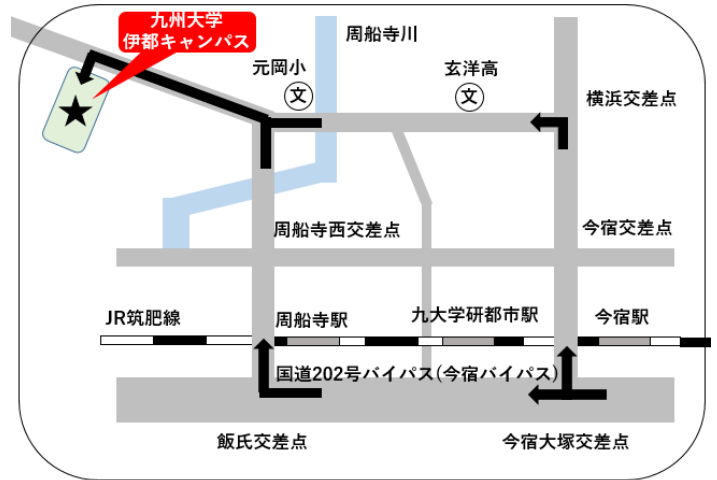 九州大学
伊都キャンパス
周船寺川
元岡小
文
玄洋高
文
横浜交差点
周船寺西交差点
今宿交差点
JR筑肥線
周船寺駅
九大学研都市駅
今宿駅
国道202号バイパス(今宿バイパス)
飯氏交差点
今宿大塚交差点